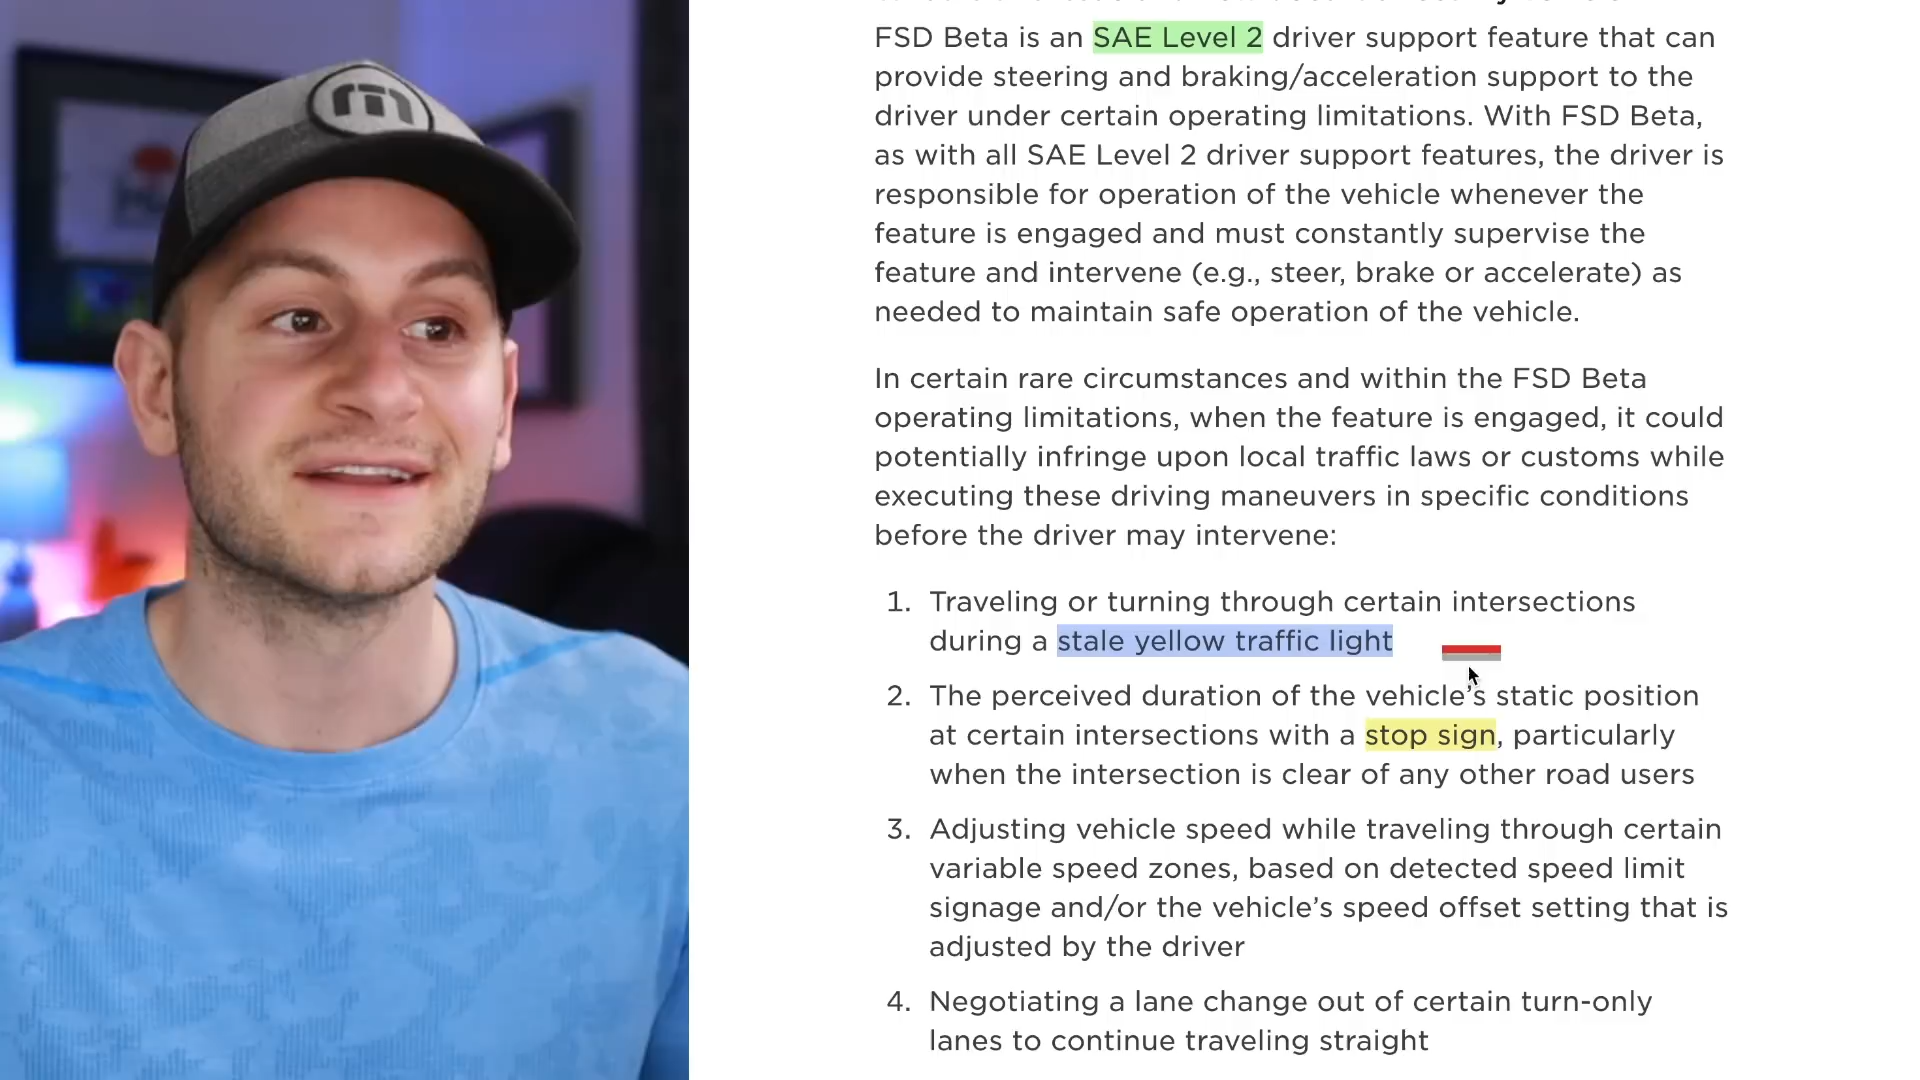 FSD Beta is an SAE Level 2 driver support feature that can
provide steering and braking/acceleration support to the
driver under certain operating limitations. With FSD Beta,
as with all SAE Level 2 driver support features, the driver is
responsible for operation of the vehicle whenever the
feature is engaged and must constantly supervise the
feature and intervene (e.g., steer, brake or accelerate) as
needed to maintain safe operation of the vehicle.
In certain rare circumstances and within the FSD Beta
operating limitations, when the feature is engaged, it could
potentially infringe upon local traffic laws or customs while
executing these driving maneuvers in specific conditions
before the driver may intervene:
1. Traveling or turning through certain intersections
during a stale yellow traffic light
2. The perceived duration of the vehicle’s static position
at certain intersections with a stop sign, particularly
when the intersection is clear of any other road users
3. Adjusting vehicle speed while traveling through certain
variable speed zones, based on detected speed limit
signage and/or the vehicle’s speed offset setting that is
adjusted by the driver
4. Negotiating a lane change out of certain turn-only
lanes to continue traveling straight